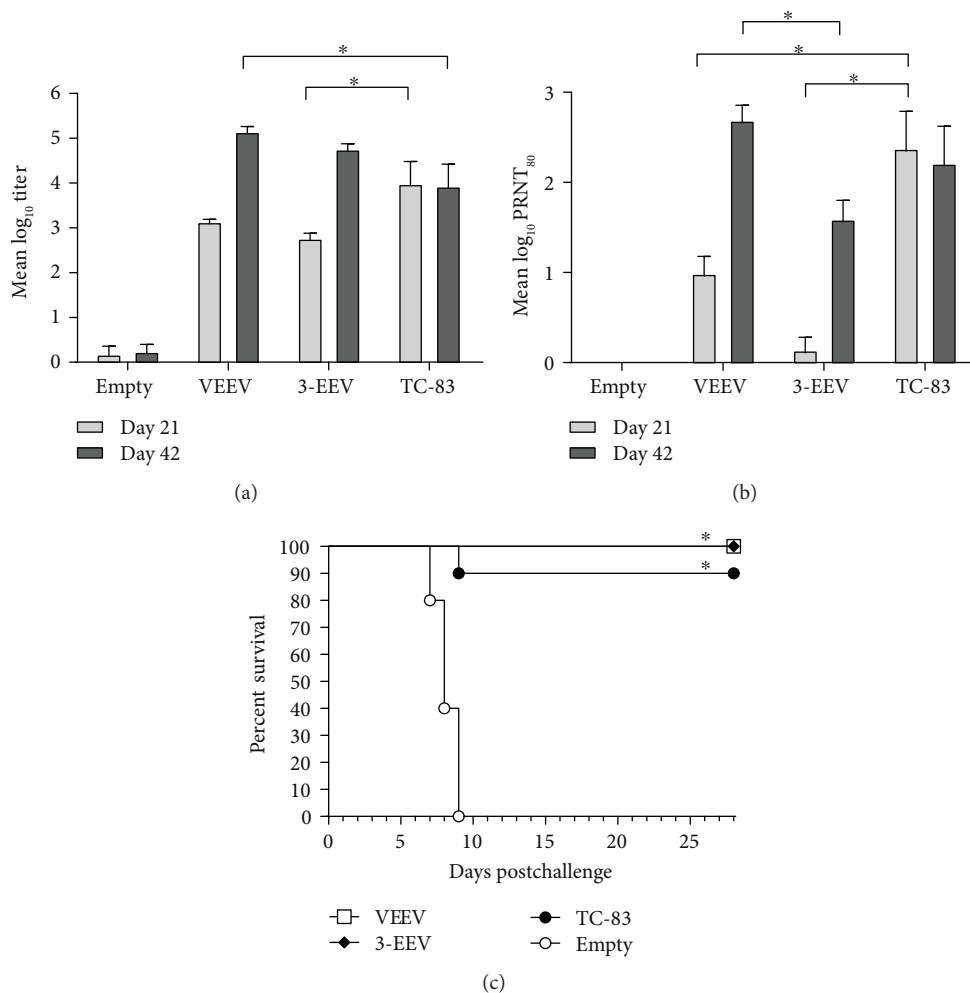 *
6
5
4
3
2
1
0
Mean log10 titer
Empty
VEEV
3-EEV
TC-83
*
Day 21
Day 42
(a)
*
*
*
3
2
1
0
Mean log10 PRNT80
Empty
VEEV
3-EEV
TC-83
Day 21
Day 42
(b)
100
90
80
70
60
50
40
30
20
10
0
Percent survival
*
*
0
5
10
15
20
25
Days postchallenge
VEEV
3-EEV
TC-83
Empty
(c)